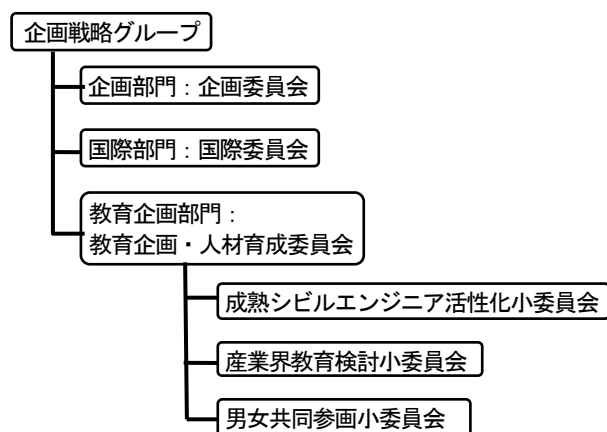 企画戦略グループ
企画部門：企画委員会
国際部門：国際委員会
教育企画部門：
教育企画・人材育成委員会
成熟シビルエンジニア活性化小委員会
産業界教育検討小委員会
男女共同参画小委員会